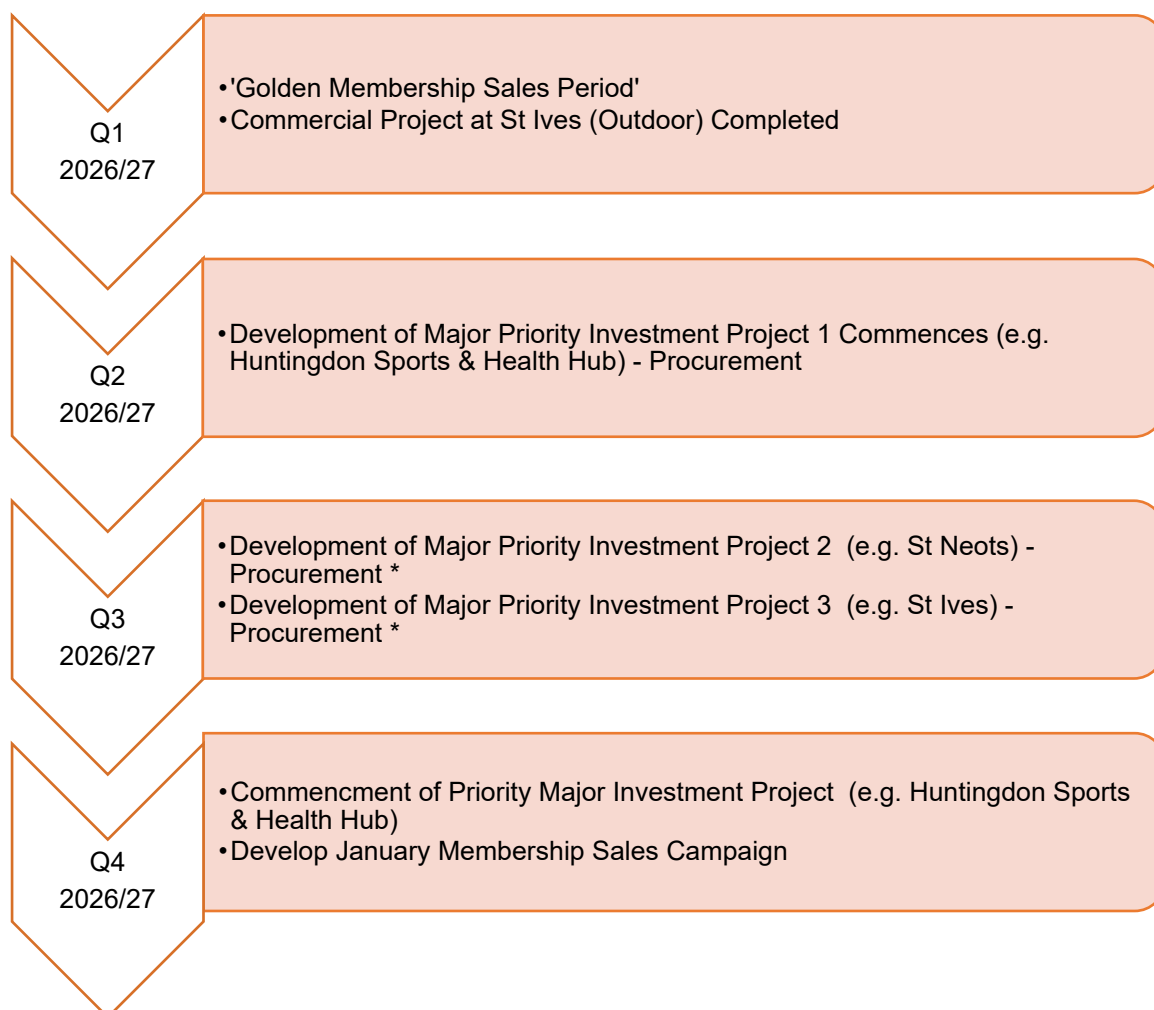 Q1
2026/27
•'Golden Membership Sales Period'
•Commercial Project at St Ives (Outdoor) Completed
Q2
2026/27
•Development of Major Priority Investment Project 1 Commences (e.g.
Huntingdon Sports & Health Hub) - Procurement
Q3
2026/27
•Development of Major Priority Investment Project 2  (e.g. St Neots) -
Procurement *
•Development of Major Priority Investment Project 3  (e.g. St Ives) -
Procurement *
Q4
2026/27
•Commencment of Priority Major Investment Project  (e.g. Huntingdon Sports
& Health Hub)
•Develop January Membership Sales Campaign